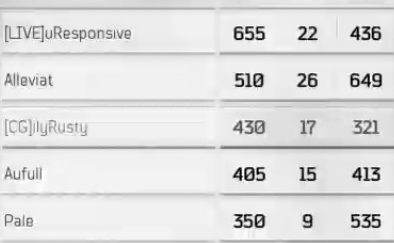 [LIVE]uResponsive 655 22 436
Alleviat 510 26 649
[CG]ilyRusty 430 17 321
Aufull 405 15 413
Pale 350 9 535